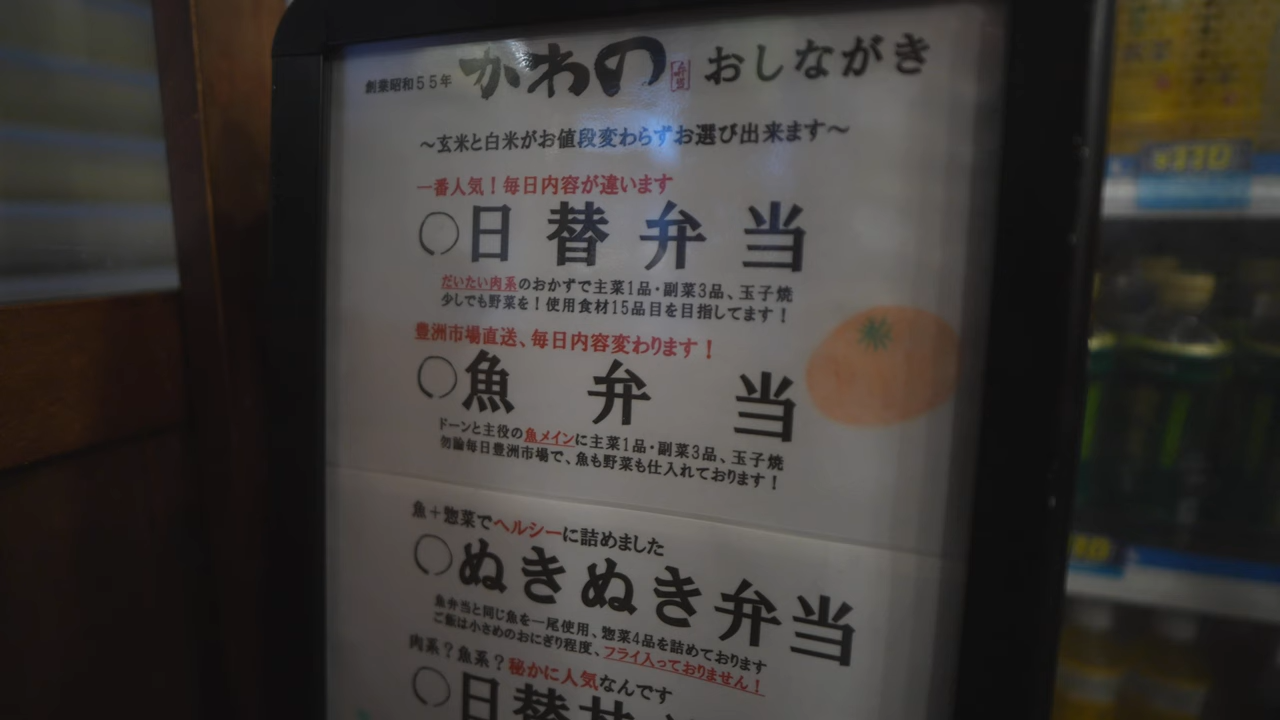 創業昭和55年 かわの 弁当 おしながき
～玄米と白米がお値段変わらずお選び出来ます～
一番人気！毎日内容が違います
○日替弁当
だいたい肉系のおかずで主菜1品・副菜3品、玉子焼
少しでも野菜を！使用食材15品目を目指してます！
豊洲市場直送、毎日内容変わります！
○魚弁当
ドーンと主役の魚メインに主菜1品・副菜3品、玉子焼
勿論毎日豊洲市場で、魚も野菜も仕入れております！
魚＋惣菜でヘルシーに詰めました
○ぬきぬき弁当
魚弁当と同じ魚を一尾使用、惣菜4品を詰めております
ご飯は小さめのおにぎり程度、フライ入っておりません！
肉系？魚系？秘かに人気なんです
○日替
¥110